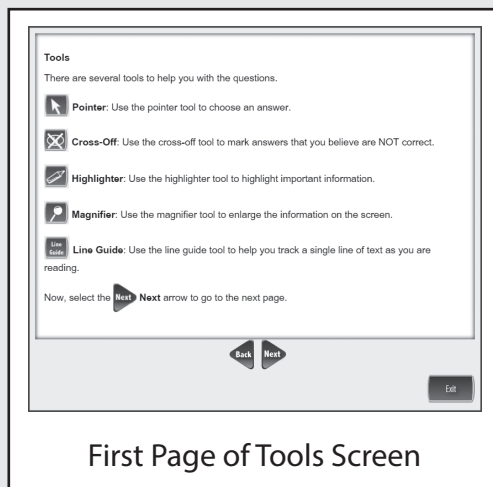 Tools
There are several tools to help you with the questions.
Pointer: Use the pointer tool to choose an answer.
Cross-Off: Use the cross-off tool to mark answers that you believe are NOT correct.
Highlighter: Use the highlighter tool to highlight important information.
Magnifier: Use the magnifier tool to enlarge the information on the screen.
Line
Guide
Line Guide: Use the line guide tool to help you track a single line of text as you are
reading.
Now, select the Next Next arrow to go to the next page.
Back Next
Exit
First Page of Tools Screen